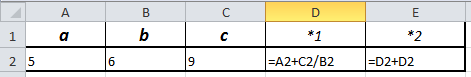 A B C D E
1 a b c *1 *2
2 5 6 9 =A2+C2/B2 =D2+D2